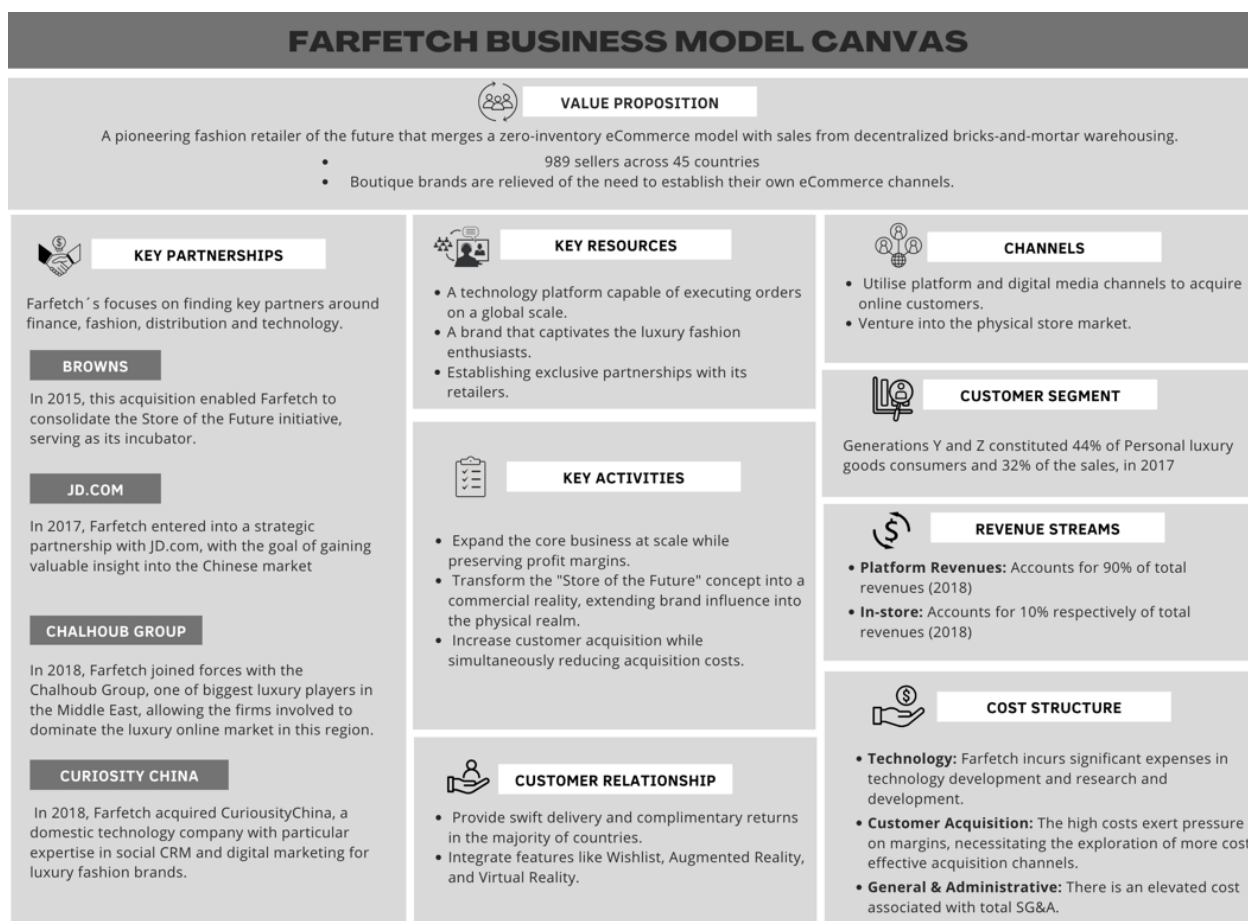 FARFETCH BUSINESS MODEL CANVAS
VALUE PROPOSITION
A pioneering fashion retailer of the future that merges a zero-inventory eCommerce model with sales from decentralized bricks-and-mortar warehousing.
• 989 sellers across 45 countries
• Boutique brands are relieved of the need to establish their own eCommerce channels.
KEY PARTNERSHIPS
Farfetch´s focuses on finding key partners around
finance, fashion, distribution and technology.
BROWNS
In 2015, this acquisition enabled Farfetch to
consolidate the Store of the Future initiative,
serving as its incubator.
JD.COM
In 2017, Farfetch entered into a strategic
partnership with JD.com, with the goal of gaining
valuable insight into the Chinese market
CHALHOUB GROUP
In 2018, Farfetch joined forces with the
Chalhoub Group, one of biggest luxury players in
the Middle East, allowing the firms involved to
dominate the luxury online market in this region.
CURIOSITY CHINA
In 2018, Farfetch acquired CuriousityChina, a
domestic technology company with particular
expertise in social CRM and digital marketing for
luxury fashion brands.
KEY RESOURCES
• A technology platform capable of executing orders
on a global scale.
• A brand that captivates the luxury fashion
enthusiasts.
• Establishing exclusive partnerships with its
retailers.
KEY ACTIVITIES
• Expand the core business at scale while
preserving profit margins.
• Transform the "Store of the Future" concept into a
commercial reality, extending brand influence into
the physical realm.
• Increase customer acquisition while
simultaneously reducing acquisition costs.
CUSTOMER RELATIONSHIP
• Provide swift delivery and complimentary returns
in the majority of countries.
• Integrate features like Wishlist, Augmented Reality,
and Virtual Reality.
CHANNELS
• Utilise platform and digital media channels to acquire
online customers.
• Venture into the physical store market.
CUSTOMER SEGMENT
Generations Y and Z constituted 44% of Personal luxury
goods consumers and 32% of the sales, in 2017
REVENUE STREAMS
• Platform Revenues: Accounts for 90% of total
revenues (2018)
• In-store: Accounts for 10% respectively of total
revenues (2018)
COST STRUCTURE
• Technology: Farfetch incurs significant expenses in
technology development and research and
development.
• Customer Acquisition: The high costs exert pressure
on margins, necessitating the exploration of more cost
effective acquisition channels.
• General & Administrative: There is an elevated cost
associated with total SG&A.